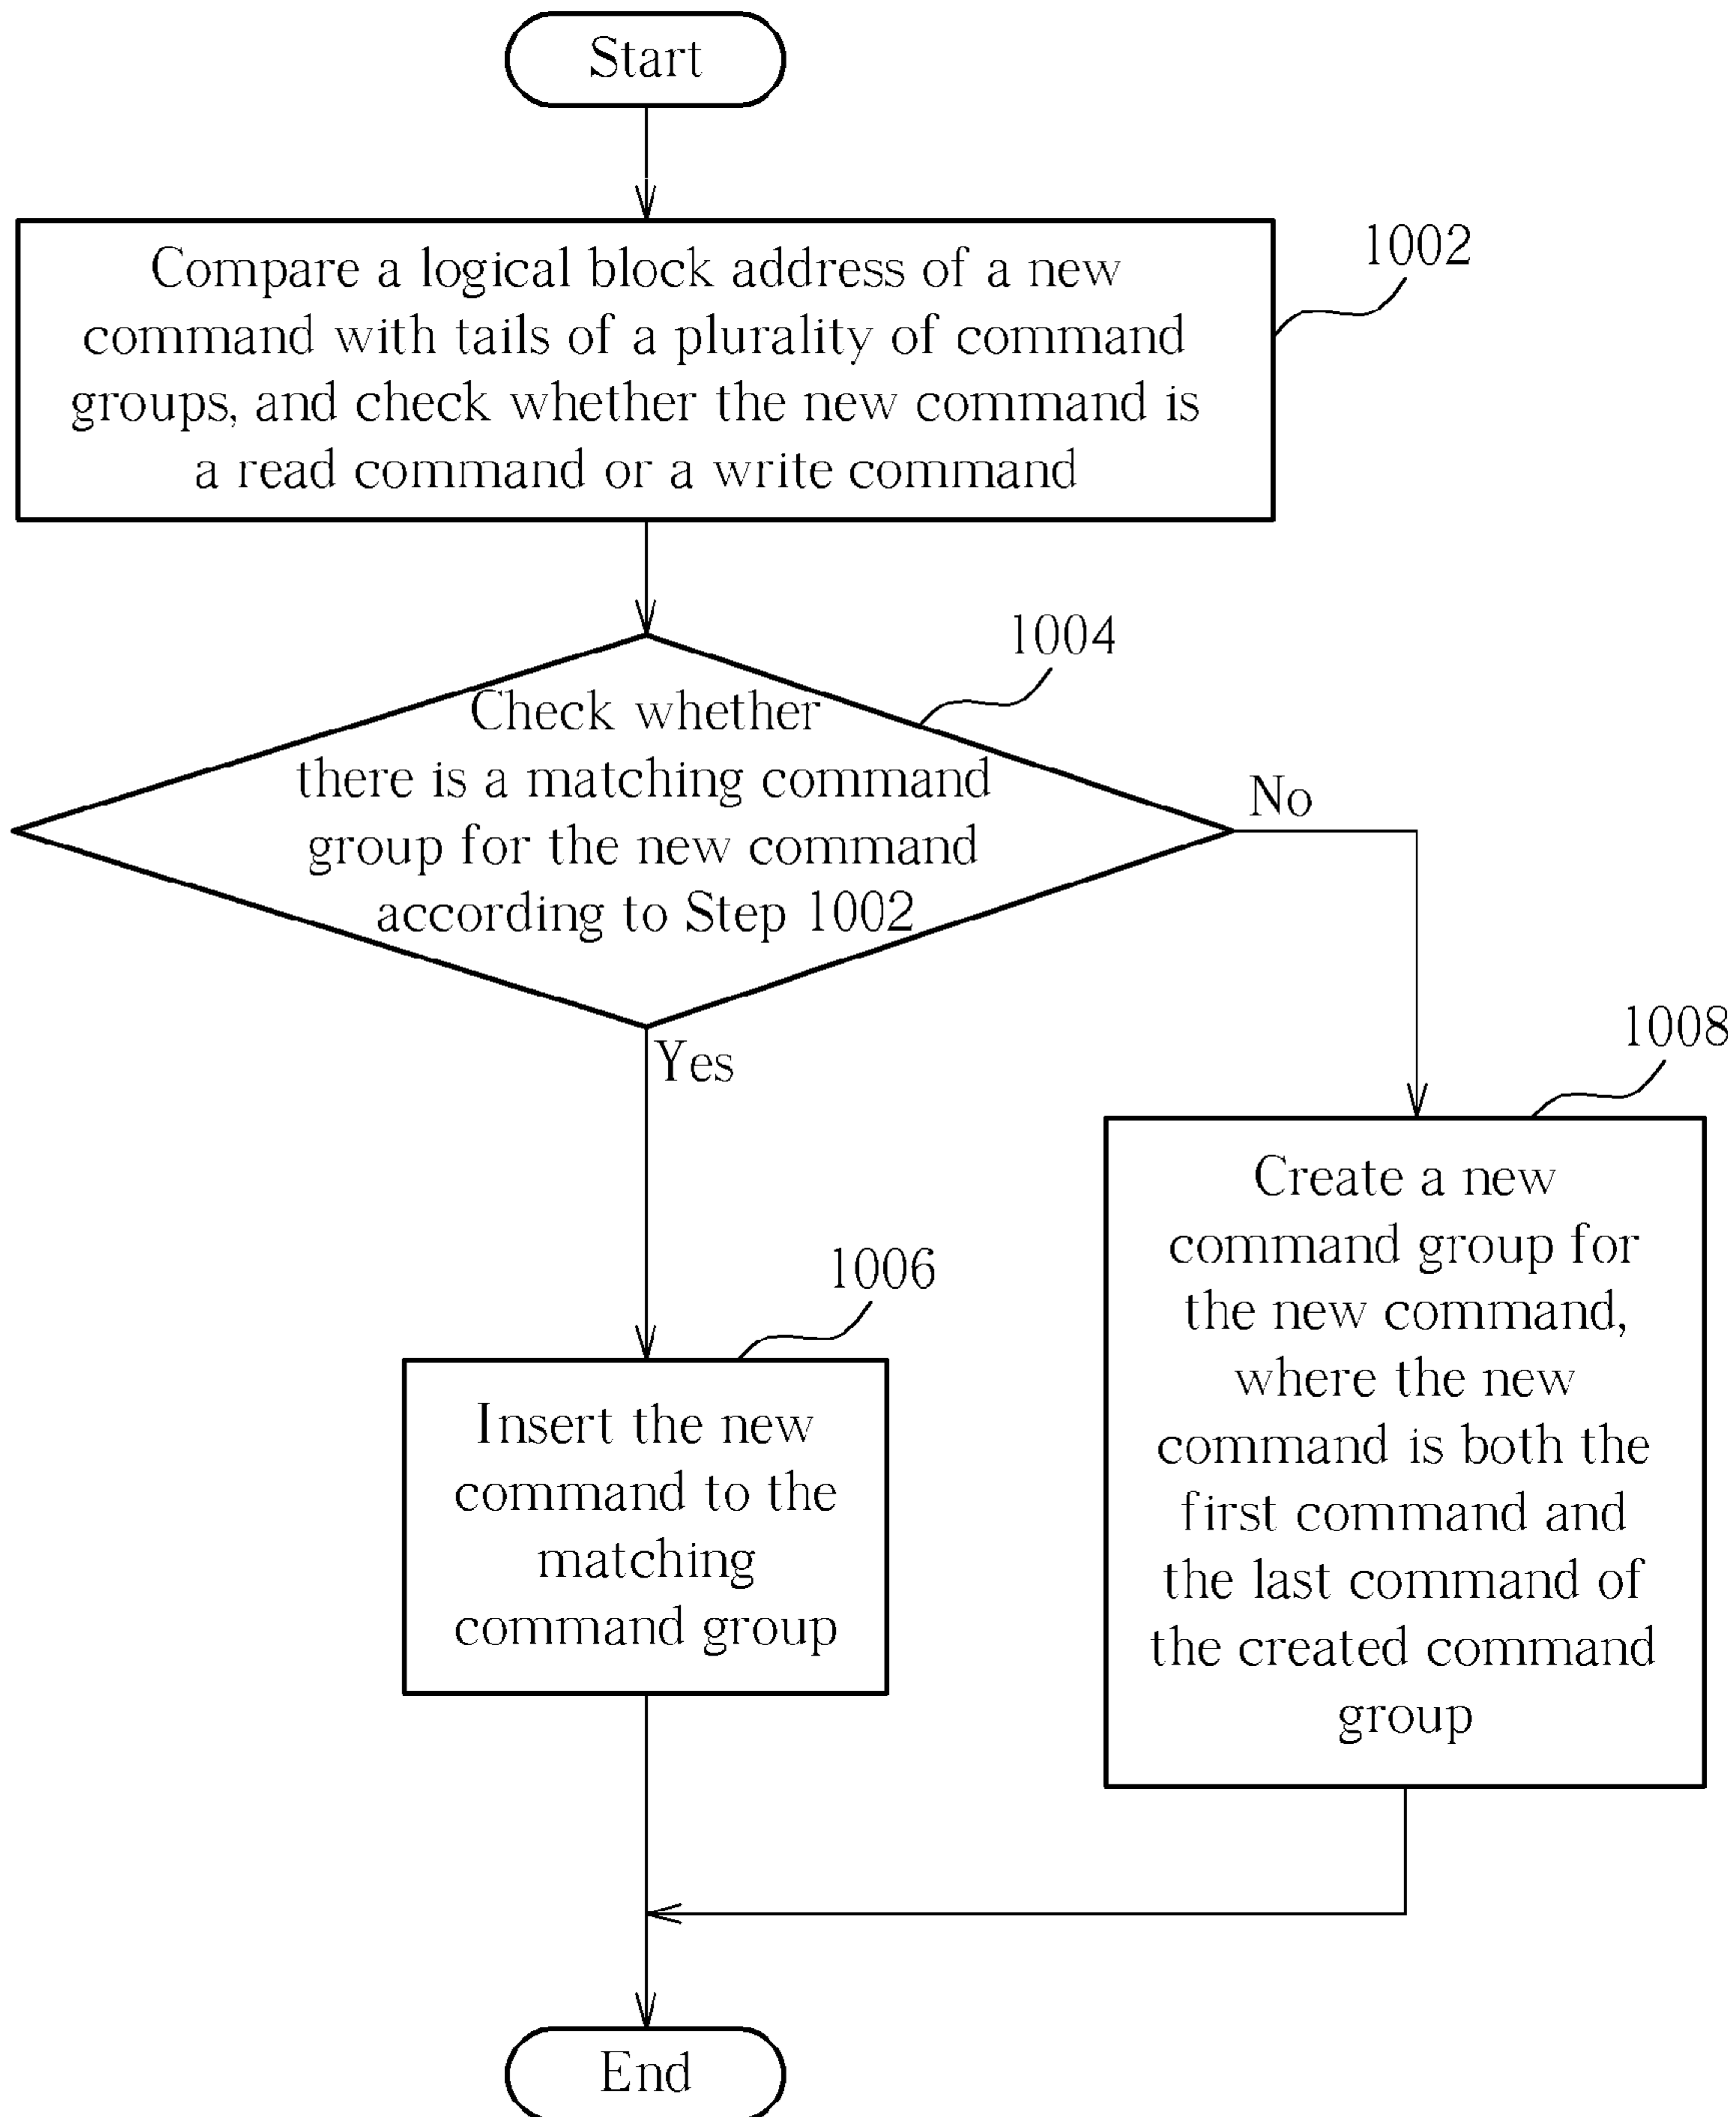 Start
Compare a logical block address of a new
command with tails of a plurality of command
groups, and check whether the new command is
a read command or a write command
1002
Check whether
there is a matching command
group for the new command
according to Step 1002
1004
No
Yes
1008
Create a new
command group for
the new command,
where the new
command is both the
first command and
the last command of
the created command
group
1006
Insert the new
command to the
matching
command group
End